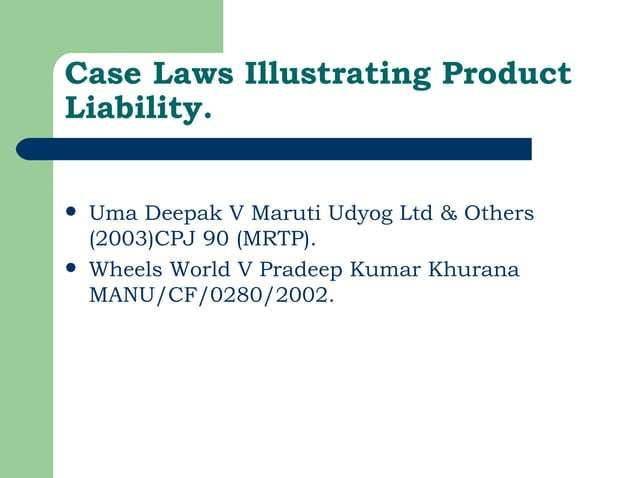 Case Laws Illustrating Product
Liability.
Uma Deepak V Maruti Udyog Ltd & Others
(2003)CPJ 90 (MRTP).
Wheels World V Pradeep Kumar Khurana
MANU/CF/0280/2002.